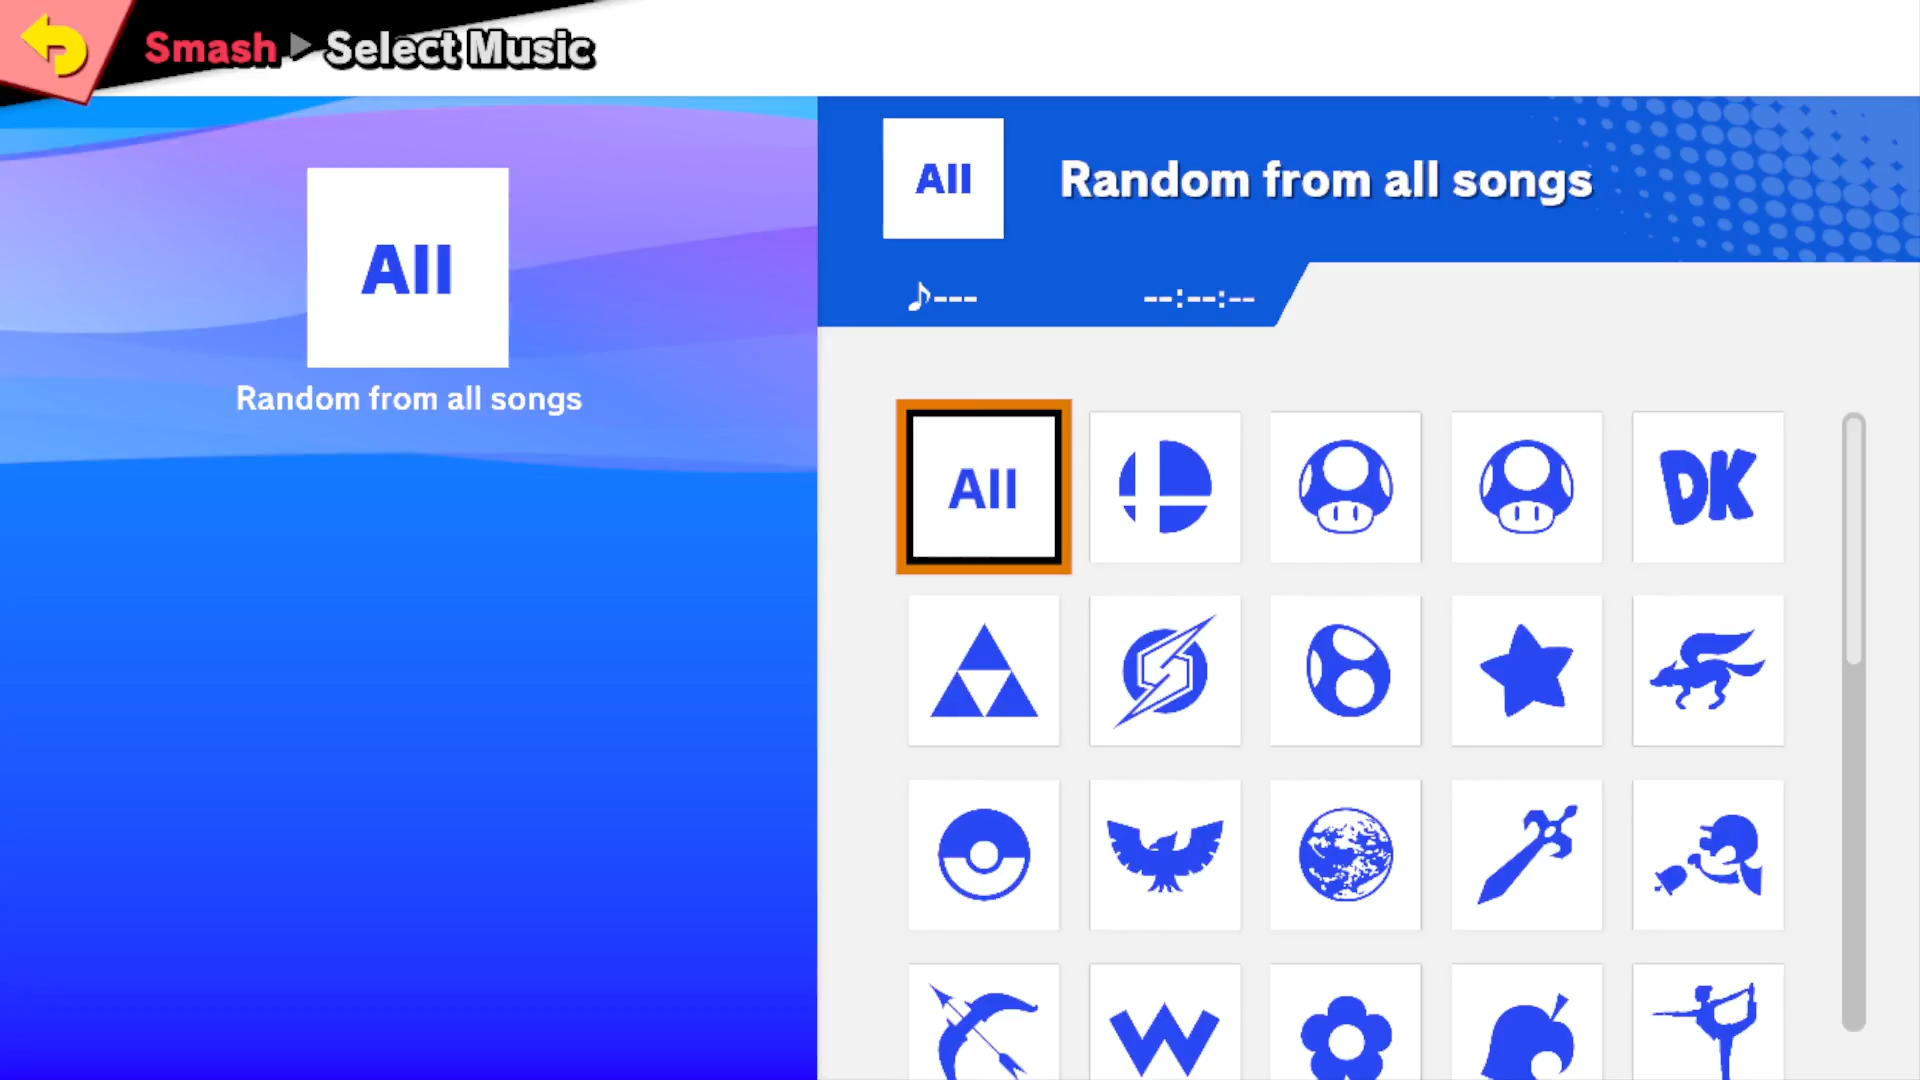 Smash ▶ Select Music
All
Random from all songs
All
Random from all songs
♪--- --:--:--
All
DK
W